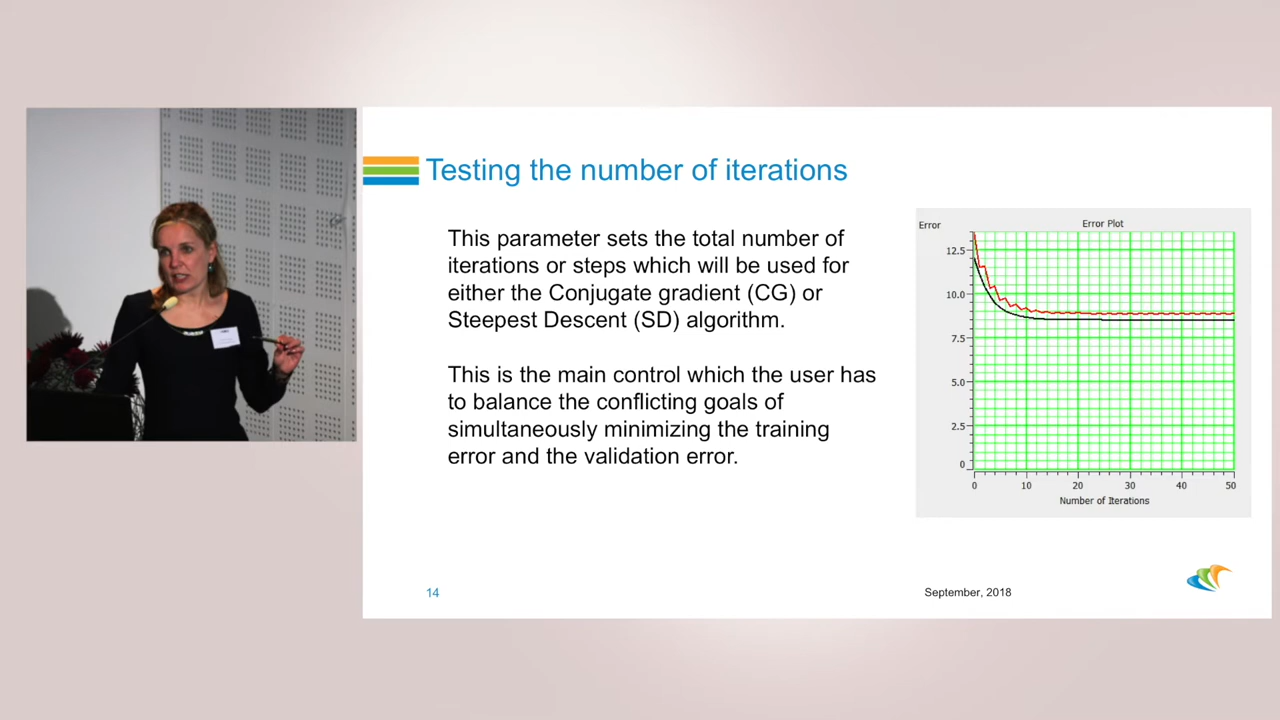 Testing the number of iterations
This parameter sets the total number of
iterations or steps which will be used for
either the Conjugate gradient (CG) or
Steepest Descent (SD) algorithm.
This is the main control which the user has
to balance the conflicting goals of
simultaneously minimizing the training
error and the validation error.
Error
Error Plot
12.5
10.0
7.5
5.0
2.5
0
0 10 20 30 40 50
Number of Iterations
14
September, 2018